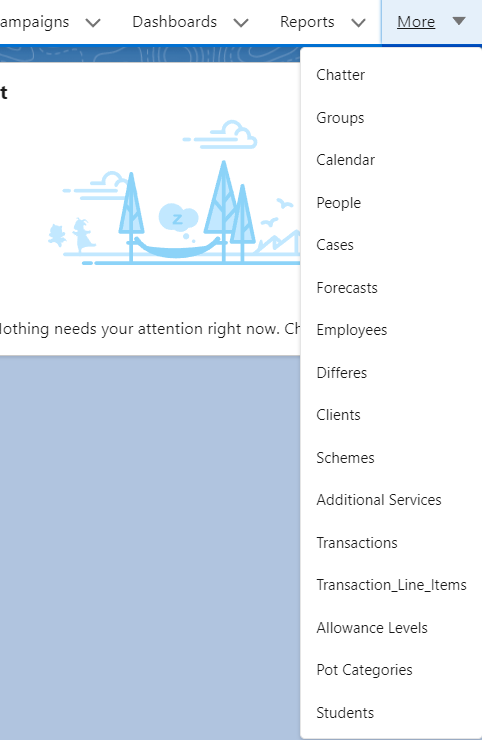 ampaigns Dashboards Reports More
t
z
Nothing needs your attention right now. Ch
Chatter
Groups
Calendar
People
Cases
Forecasts
Employees
Differes
Clients
Schemes
Additional Services
Transactions
Transaction_Line_Items
Allowance Levels
Pot Categories
Students